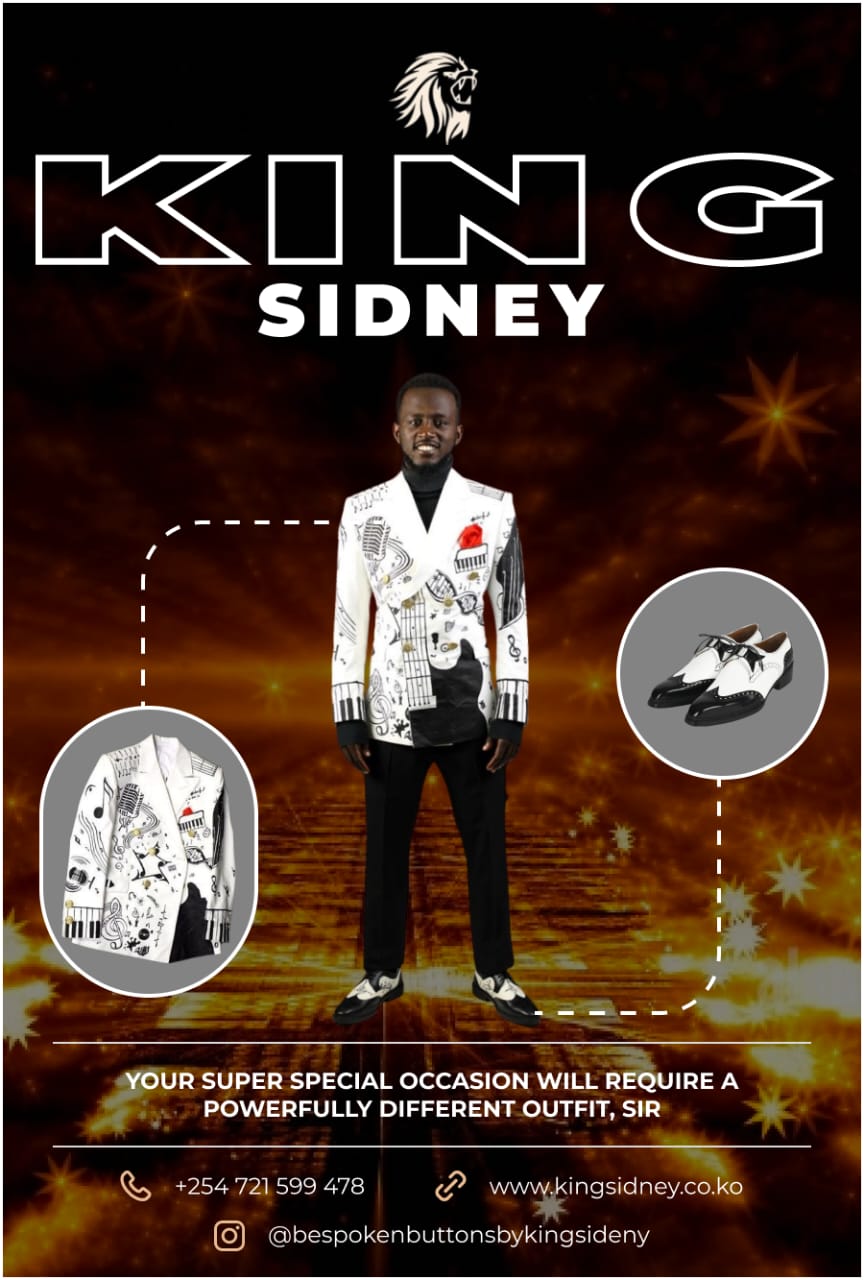 KING
SIDNEY
YOUR SUPER SPECIAL OCCASION WILL REQUIRE A
POWERFULLY DIFFERENT OUTFIT, SIR
+254 721 599 478
www.kingsidney.co.ko
@bespokenbuttonsbykingsideny